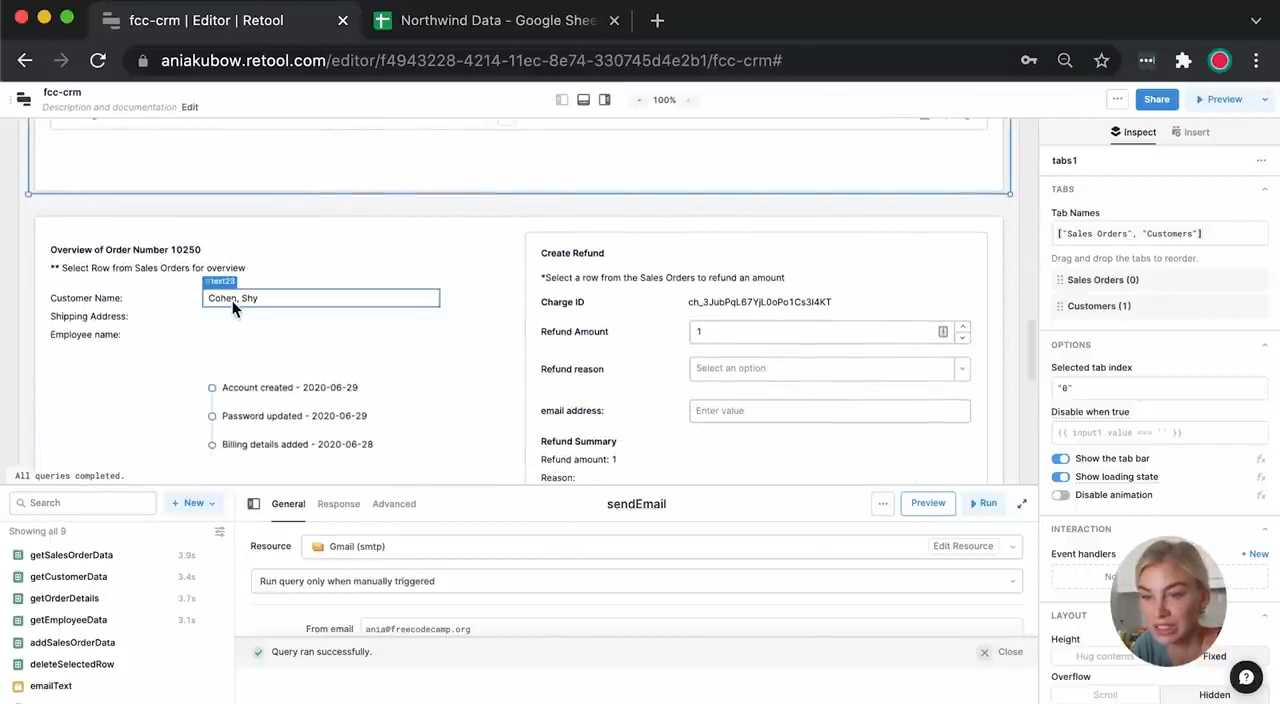 fcc-crm | Editor | Retool
Northwind Data - Google Shee
aniakubow.retool.com/editor/f4943228-4214-11ec-8e74-330745d4e2b1/fcc-crm#
fcc-crm
Description and documentation Edit
- 100% +
Share
Preview
Inspect
Insert
tabs1
TABS
Tab Names
["Sales Orders", "Customers"]
Drag and drop the tabs to reorder.
Sales Orders (0)
Customers (1)
OPTIONS
Selected tab index
"0"
Disable when true
{{ input1.value === '' }}
Show the tab bar
Show loading state
Disable animation
INTERACTION
Event handlers
+ New
No
LAYOUT
Height
Hug contents
Fixed
Overflow
Scroll
Hidden
Overview of Order Number 10250
** Select Row from Sales Orders for overview
text23
Customer Name:
Cohen, Shy
Shipping Address:
Employee name:
Account created - 2020-06-29
Password updated - 2020-06-29
Billing details added - 2020-06-28
Create Refund
*Select a row from the Sales Orders to refund an amount
Charge ID
ch_3JubPqL67YjL0oPo1Cs3I4KT
Refund Amount
1
Refund reason
Select an option
email address:
Enter value
Refund Summary
Refund amount: 1
Reason:
All queries completed.
Search
+ New
General
Response
Advanced
sendEmail
Preview
Run
Showing all 9
getSalesOrderData 3.9s
getCustomerData 3.4s
getOrderDetails 3.7s
getEmployeeData 3.1s
addSalesOrderData
deleteSelectedRow
emailText
Resource
Gmail (smtp)
Edit Resource
Run query only when manually triggered
From email
ania@freecodecamp.org
Query ran successfully.
Close